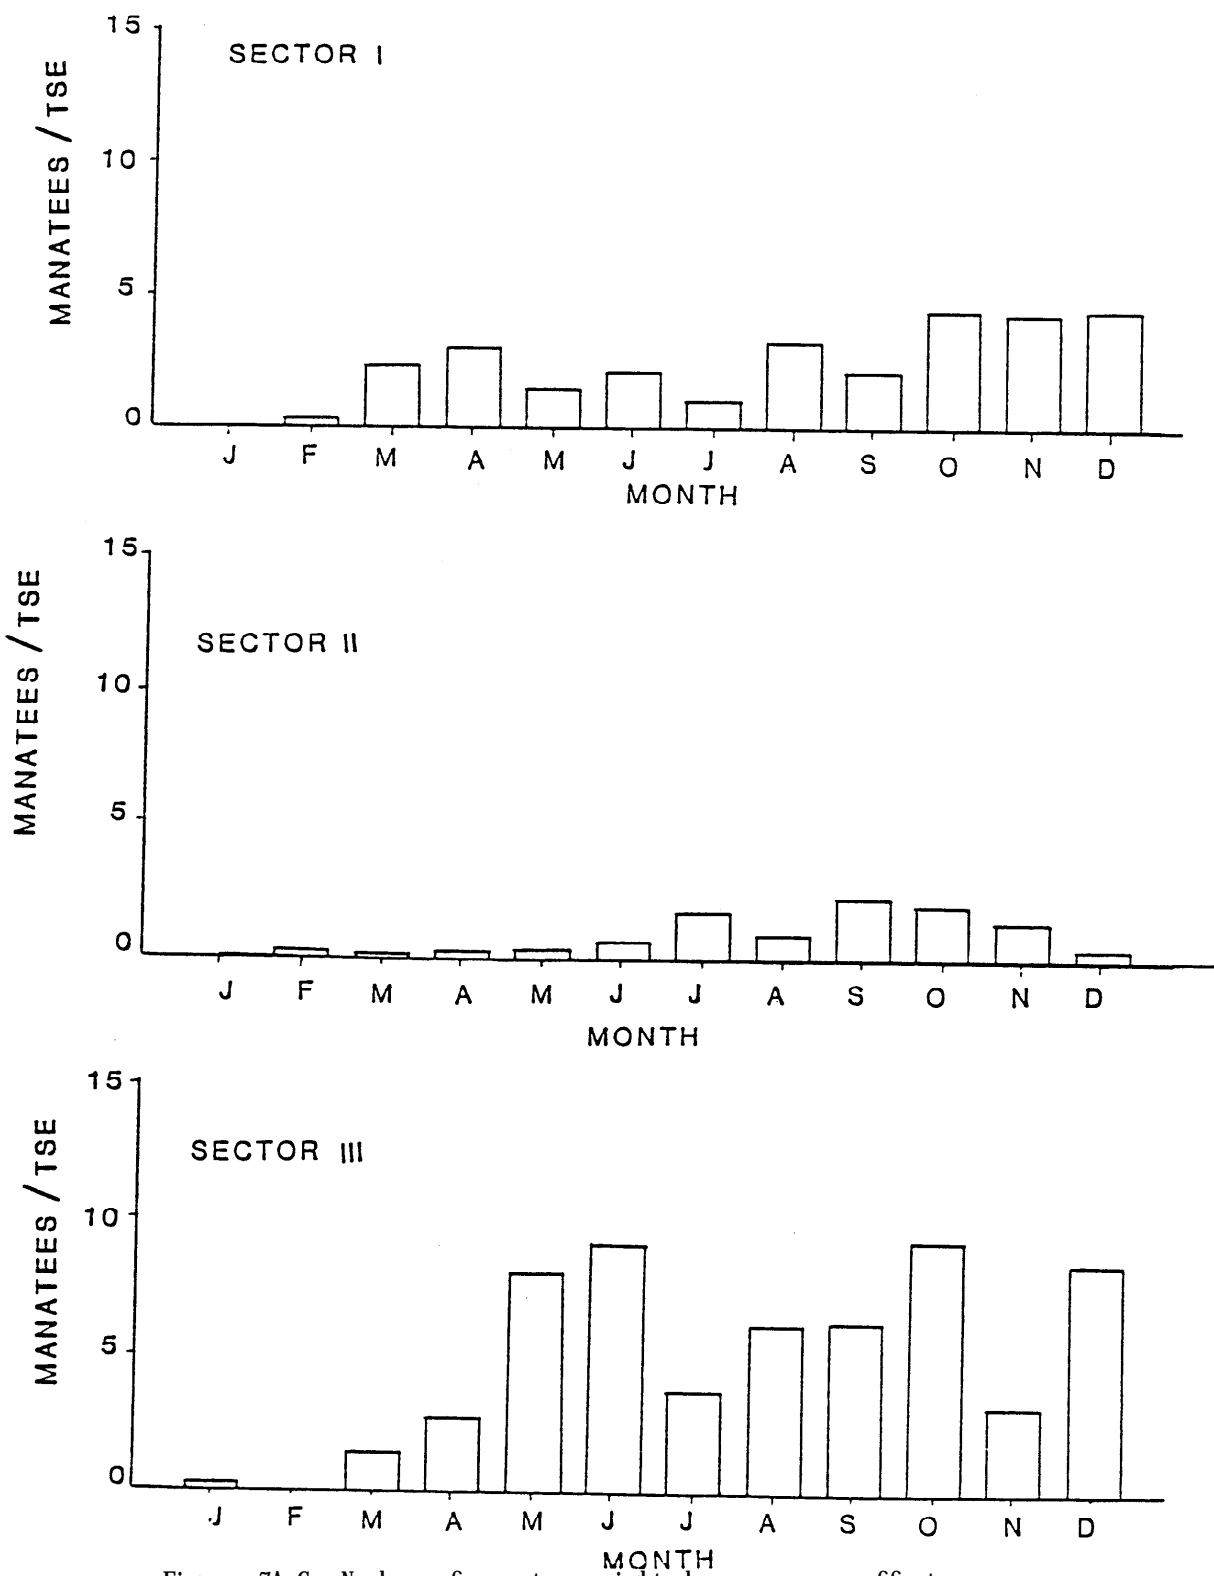 MANATEES / TSE
15
10
5
0
SECTOR I
J F M A M J J A S O N D
MONTH
MANATEES / TSE
15
10
5
0
SECTOR II
J F M A M J J A S O N D
MONTH
MANATEES / TSE
15
10
5
0
SECTOR III
J F M A M J J A S O N D
MONTH